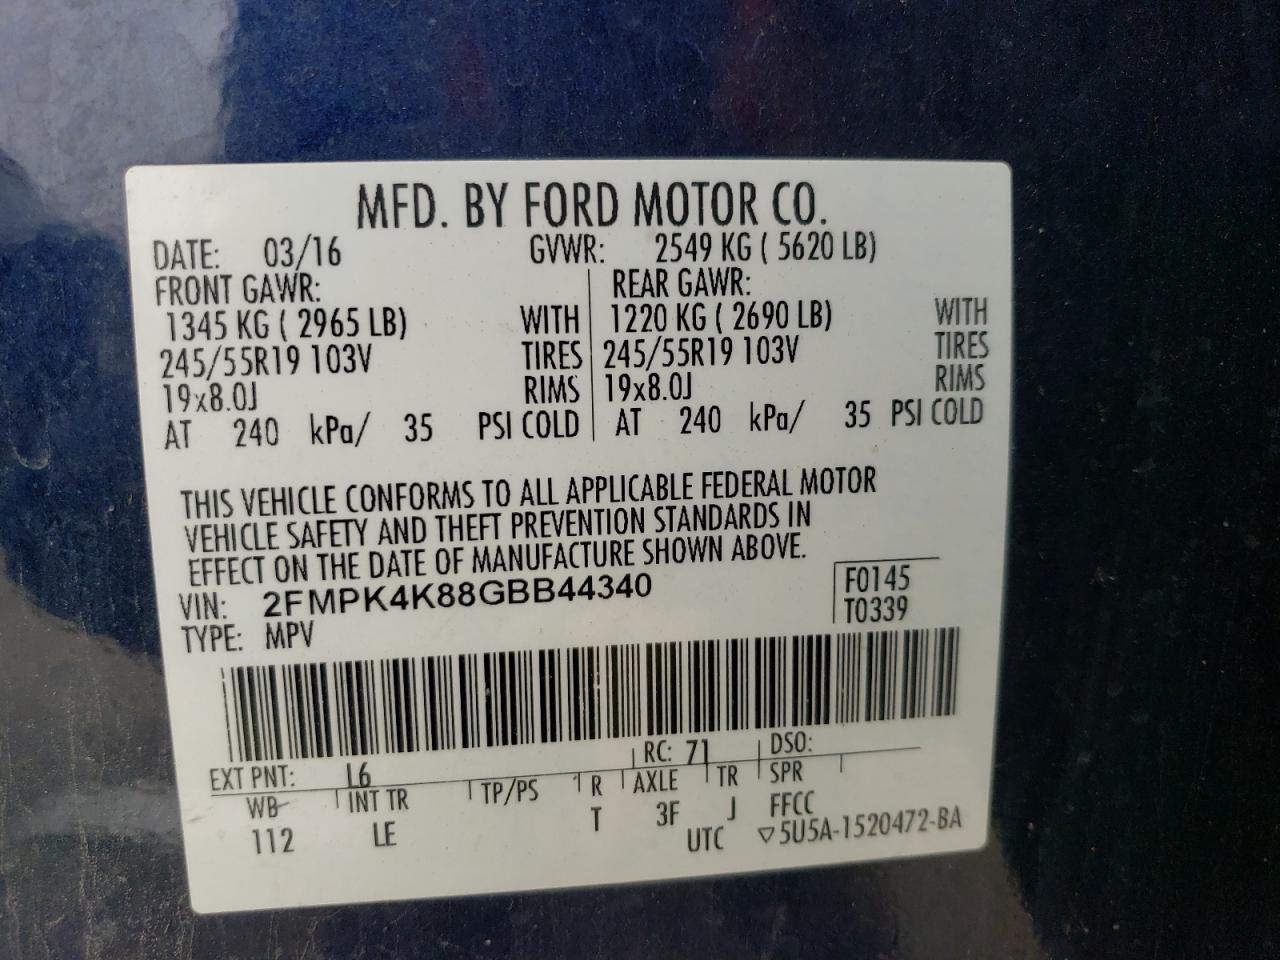 MFD. BY FORD MOTOR CO.
DATE: 03/16 GVWR: 2549 KG ( 5620 LB)
FRONT GAWR: REAR GAWR:
1345 KG ( 2965 LB) WITH 1220 KG ( 2690 LB) WITH
245/55R19 103V TIRES 245/55R19 103V TIRES
19x8.0J RIMS 19x8.0J RIMS
AT 240 kPa/ 35 PSI COLD AT 240 kPa/ 35 PSI COLD
THIS VEHICLE CONFORMS TO ALL APPLICABLE FEDERAL MOTOR
VEHICLE SAFETY AND THEFT PREVENTION STANDARDS IN
EFFECT ON THE DATE OF MANUFACTURE SHOWN ABOVE.
VIN: 2FMPK4K88GBB44340 F0145
TYPE: MPV T0339
EXT PNT: L6 RC: 71 DSO:
WB INT TR TP/PS R AXLE TR SPR
112 LE T 3F J FFCC
UTC ▽5U5A-1520472-BA